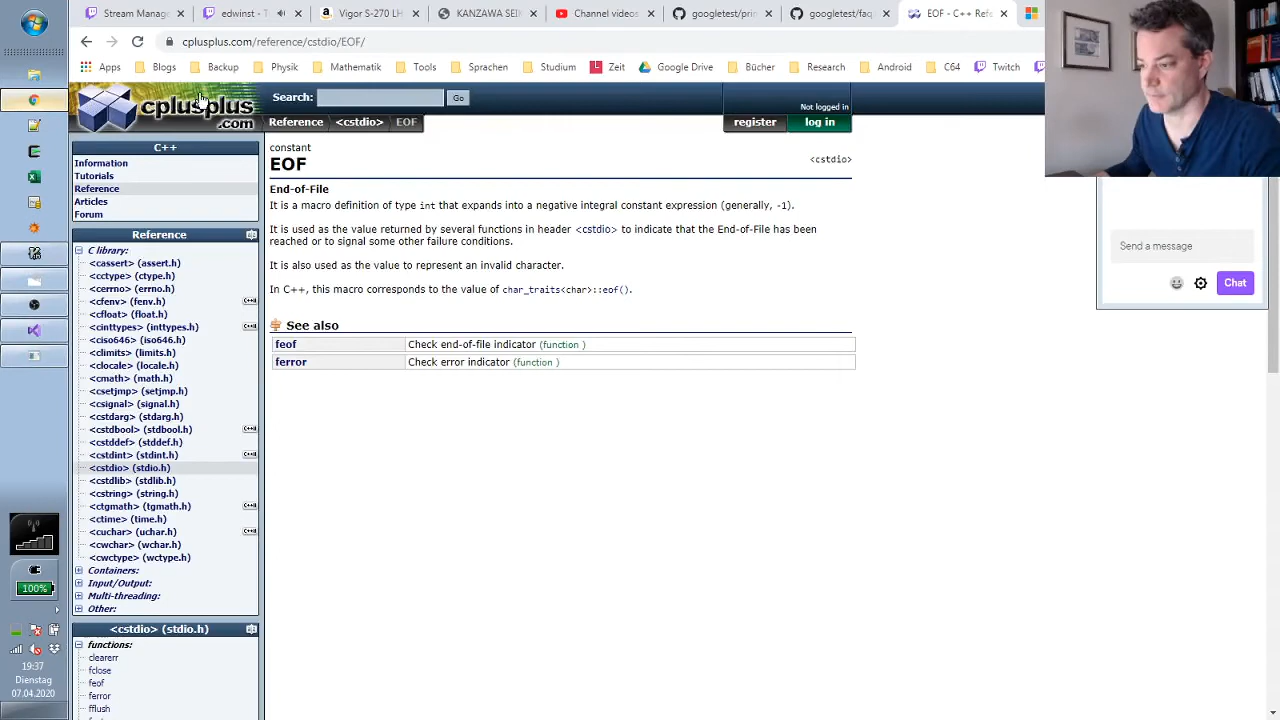 Stream Manage
edwinst - T
Vigor S-270 LH
KANZAWA SEI
Channel videos
googletest/pri
googletest/faq
EOF - C++ Refe
cplusplus.com/reference/cstdio/EOF/
Apps
Blogs
Backup
Physik
Mathematik
Tools
Sprachen
Studium
Zeit
Google Drive
Bücher
Research
Android
C64
Twitch
cplusplus
.com
Search:
Go
Not logged in
Reference
<cstdio>
EOF
register
log in
C++
Information
Tutorials
Reference
Articles
Forum
Reference
C library:
<cassert> (assert.h)
<cctype> (ctype.h)
<cerrno> (errno.h)
<cfenv> (fenv.h)
<cfloat> (float.h)
<cinttypes> (inttypes.h)
<ciso646> (iso646.h)
<climits> (limits.h)
<clocale> (locale.h)
<cmath> (math.h)
<csetjmp> (setjmp.h)
<csignal> (signal.h)
<cstdarg> (stdarg.h)
<cstdbool> (stdbool.h)
<cstddef> (stddef.h)
<cstdint> (stdint.h)
<cstdio> (stdio.h)
<cstdlib> (stdlib.h)
<cstring> (string.h)
<ctgmath> (tgmath.h)
<ctime> (time.h)
<cuchar> (uchar.h)
<cwchar> (wchar.h)
<cwctype> (wctype.h)
Containers:
Input/Output:
Multi-threading:
Other:
<cstdio> (stdio.h)
functions:
clearerr
fclose
feof
ferror
fflush
constant
EOF
<cstdio>
End-of-File
It is a macro definition of type int that expands into a negative integral constant expression (generally, -1).
It is used as the value returned by several functions in header <cstdio> to indicate that the End-of-File has been
reached or to signal some other failure conditions.
It is also used as the value to represent an invalid character.
In C++, this macro corresponds to the value of char_traits<char>::eof().
See also
feof
Check end-of-file indicator (function )
ferror
Check error indicator (function )
Send a message
Chat
100%
19:37
Dienstag
07.04.2020